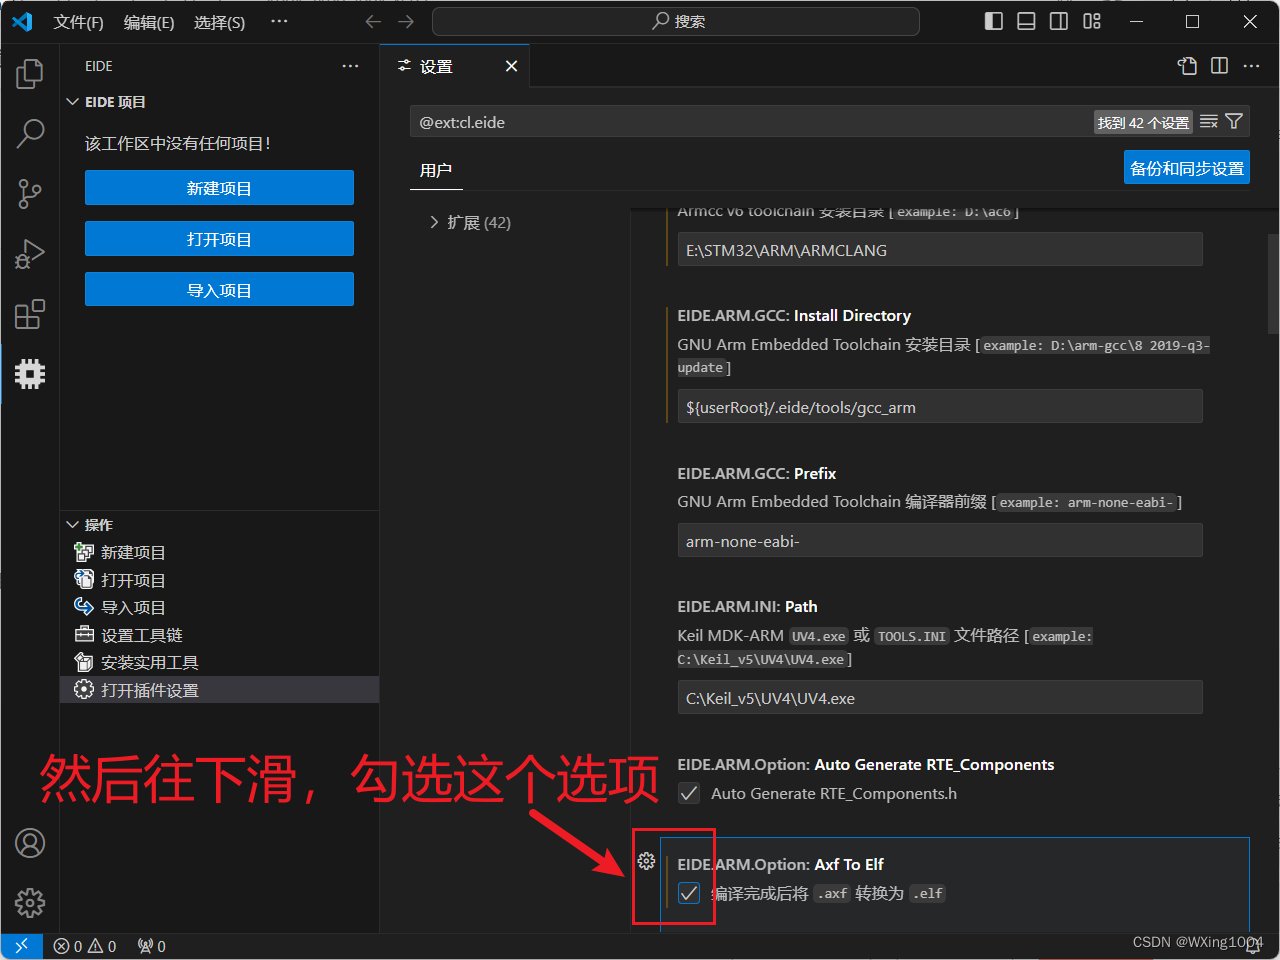 文件(F) 编辑(E) 选择(S) ··· 搜索
EIDE ···
设置
EIDE 项目
该工作区中没有任何项目!
新建项目
打开项目
导入项目
@ext:cl.eide
找到 42 个设置
用户
备份和同步设置
扩展 (42)
Armcc v6 toolchain 安装目录 [example: D:\ac6]
E:\STM32\ARM\ARMCLANG
EIDE.ARM.GCC: Install Directory
GNU Arm Embedded Toolchain 安装目录 [example: D:\arm-gcc\8 2019-q3-
update]
${userRoot}/.eide/tools/gcc_arm
EIDE.ARM.GCC: Prefix
GNU Arm Embedded Toolchain 编译器前缀 [example: arm-none-eabi-]
arm-none-eabi-
EIDE.ARM.INI: Path
Keil MDK-ARM UV4.exe 或 TOOLS.INI 文件路径 [example:
C:\Keil_v5\UV4\UV4.exe]
C:\Keil_v5\UV4\UV4.exe
EIDE.ARM.Option: Auto Generate RTE_Components
Auto Generate RTE_Components.h
EIDE.ARM.Option: Axf To Elf
编译完成后将 .axf 转换为 .elf
操作
新建项目
打开项目
导入项目
设置工具链
安装实用工具
打开插件设置
然后往下滑，勾选这个选项
0 0 0
CSDN @WXing1004